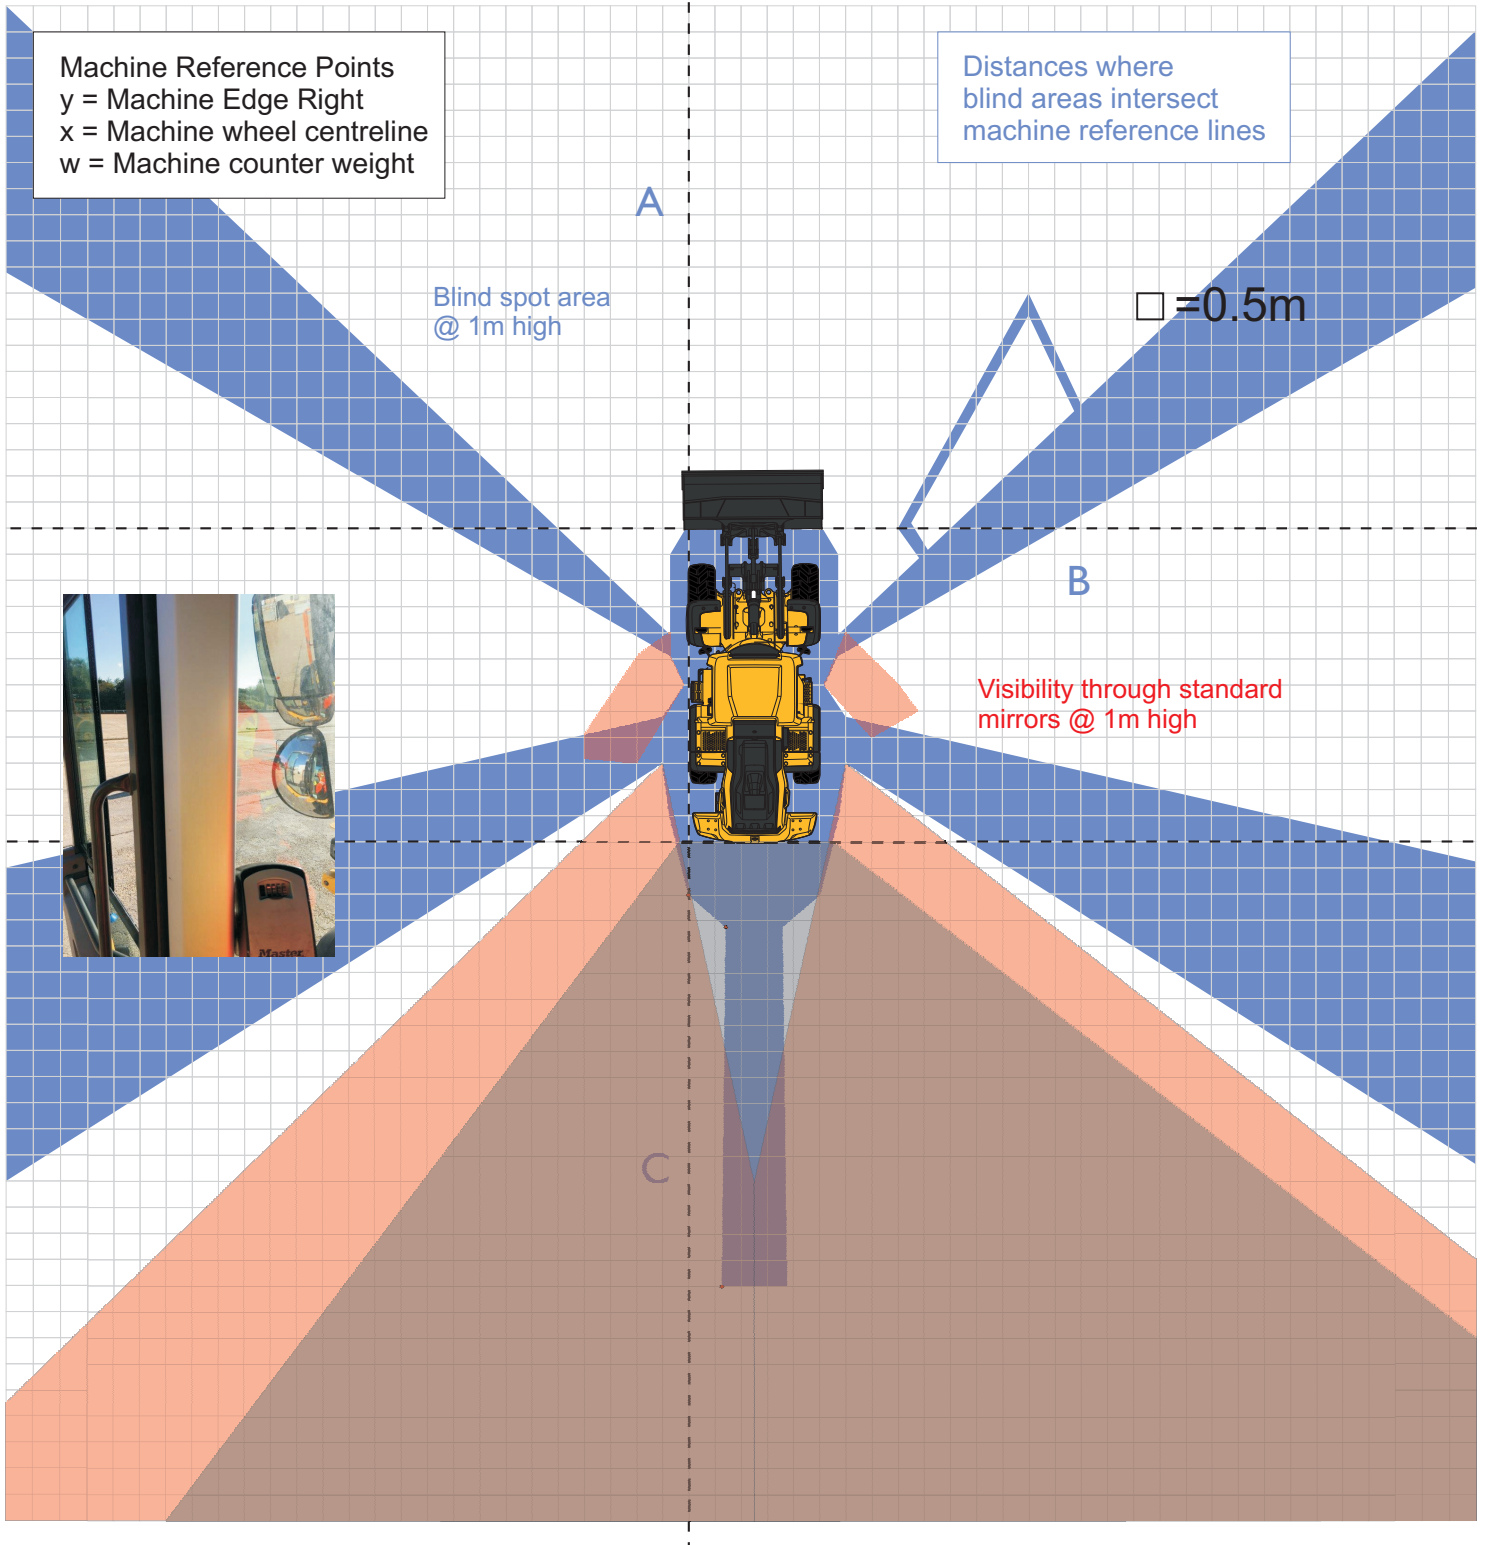 Machine Reference Points
y = Machine Edge Right
x = Machine wheel centreline
w = Machine counter weight
Distances where
blind areas intersect
machine reference lines
A
Blind spot area
@ 1m high
=0.5m
B
Visibility through standard
mirrors @ 1m high
Master
C